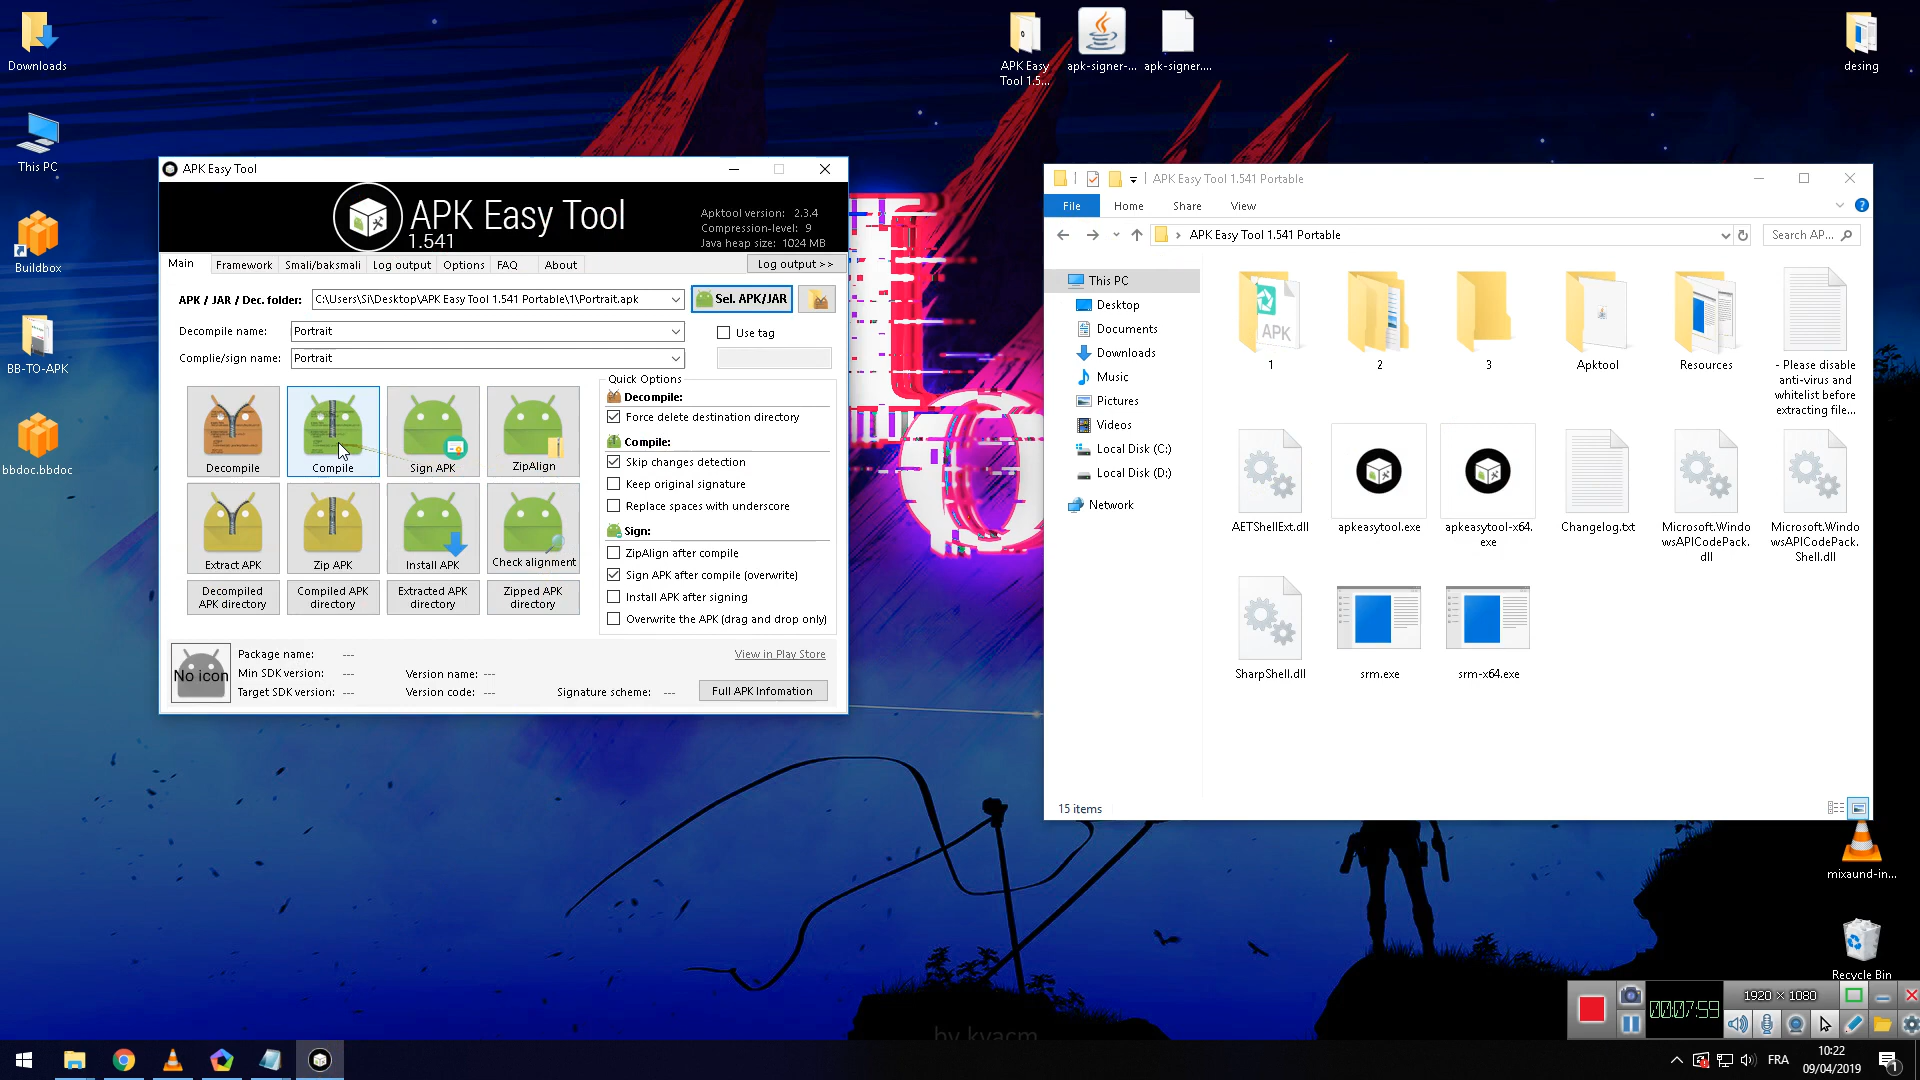 Downloads
This PC
Buildbox
BB-TO-APK
bbdoc.bbdoc
APK Easy
Tool 1.5...
apk-signer-...
apk-signer....
desing
APK Easy Tool
APK Easy Tool
1.541
Apktool version: 2.3.4
Compression-level: 9
Java heap size: 1024 MB
Main
Framework
Smali/baksmali
Log output
Options
FAQ
About
Log output >>
APK / JAR / Dec. folder:
C:\Users\Si\Desktop\APK Easy Tool 1.541 Portable\1\Portrait.apk
Sel. APK/JAR
Decompile name:
Portrait
Use tag
Complie/sign name:
Portrait
Decompile
Compile
Sign APK
ZipAlign
Extract APK
Zip APK
Install APK
Check alignment
Decompiled
APK directory
Compiled APK
directory
Extracted APK
directory
Zipped APK
directory
Quick Options
Decompile:
Force delete destination directory
Compile:
Skip changes detection
Keep original signature
Replace spaces with underscore
Sign:
ZipAlign after compile
Sign APK after compile (overwrite)
Install APK after signing
Overwrite the APK (drag and drop only)
No icon
Package name: ---
Min SDK version: ---
Target SDK version: ---
Version name: ---
Version code: ---
Signature scheme: ---
View in Play Store
Full APK Infomation
APK Easy Tool 1.541 Portable
File
Home
Share
View
APK Easy Tool 1.541 Portable
Search AP...
This PC
Desktop
Documents
Downloads
Music
Pictures
Videos
Local Disk (C:)
Local Disk (D:)
Network
APK
1
2
3
Apktool
Resources
- Please disable
anti-virus and
whitelist before
extracting file...
AETShellExt.dll
apkeasytool.exe
apkeasytool-x64.
exe
Changelog.txt
Microsoft.Windo
wsAPICodePack.
dll
Microsoft.Windo
wsAPICodePack.
Shell.dll
SharpShell.dll
srm.exe
srm-x64.exe
15 items
mixaund-in...
Recycle Bin
by kvacm
00:07:59
1920 × 1080
FRA
10:22
09/04/2019
1